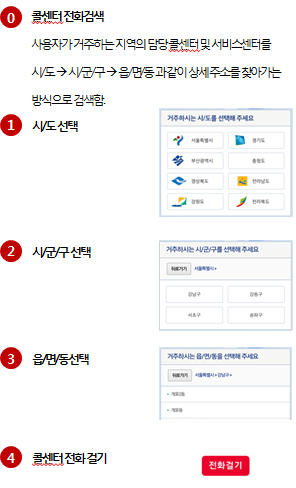 0 콜센터 전화검색
사용자가 거주하는 지역의 담당 콜센터 및 서비스센터를
시/도 → 시/군/구 → 읍/면/동 과 같이 상세 주소를 찾아가는
방식으로 검색함.
1 시/도 선택
거주하시는 시/도를 선택해 주세요
서울특별시 경기도
부산광역시 충청도
경상북도 전라남도
강원도 전라북도
2 시/군/구 선택
거주하시는 시/군/구를 선택해 주세요
뒤로가기 서울특별시 ▸
강남구 강동구
서초구 송파구
3 읍/면/동선택
거주하시는 읍/면/동을 선택해 주세요
뒤로가기 서울특별시 ▸ 강남구 ▸
개포1동
개포동
4 콜센터 전화 걸기
전화걸기